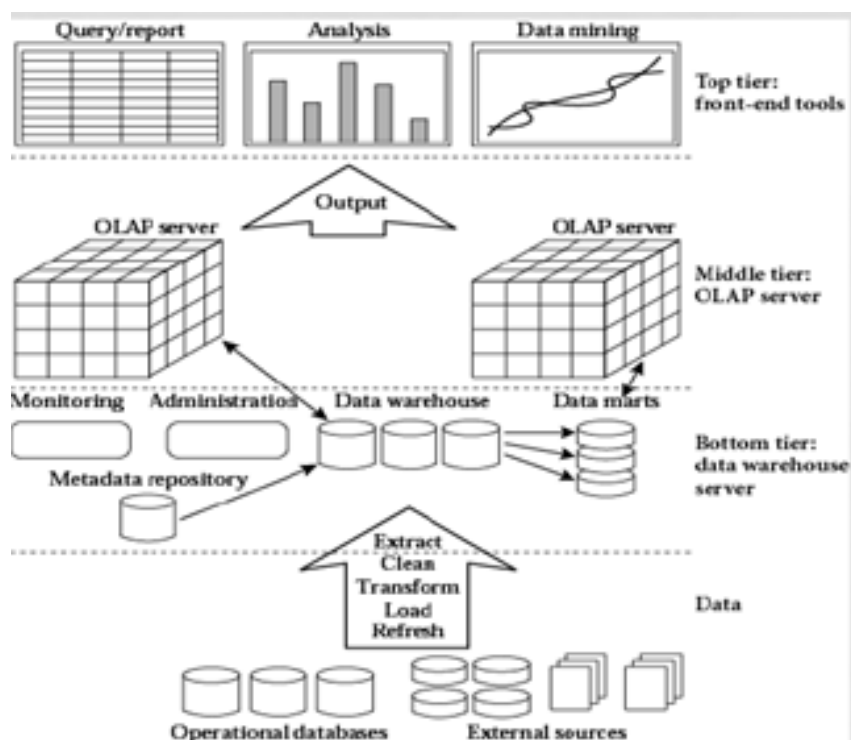 Query/report
Analysis
Data mining
Top tier:
front-end tools
Output
OLAP server
OLAP server
Middle tier:
OLAP server
Monitoring
Administration
Data warehouse
Data marts
Bottom tier:
data warehouse
server
Metadata repository
Extract
Clean
Transform
Load
Refresh
Data
Operational databases
External sources